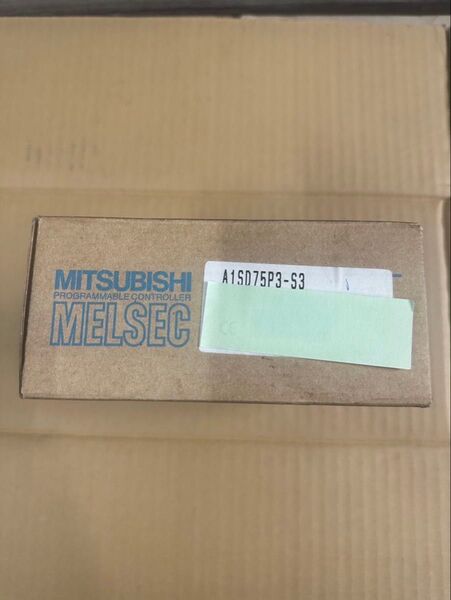 MITSUBISHI
PROGRAMMABLE CONTROLLER
MELSEC
A1SD75P3-S3
CE